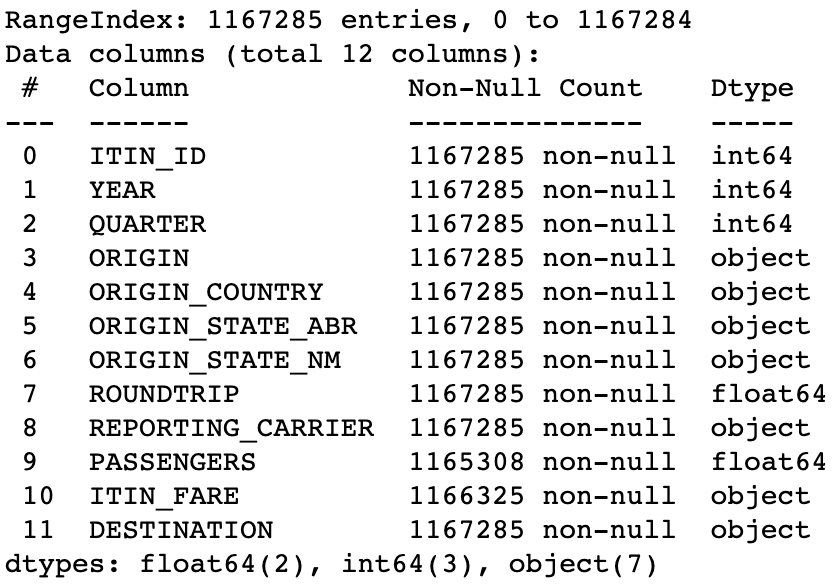 RangeIndex: 1167285 entries, 0 to 1167284
Data columns (total 12 columns):
 #   Column             Non-Null Count    Dtype
---  ------             --------------    -----
 0   ITIN_ID            1167285 non-null  int64
 1   YEAR               1167285 non-null  int64
 2   QUARTER            1167285 non-null  int64
 3   ORIGIN             1167285 non-null  object
 4   ORIGIN_COUNTRY     1167285 non-null  object
 5   ORIGIN_STATE_ABR   1167285 non-null  object
 6   ORIGIN_STATE_NM    1167285 non-null  object
 7   ROUNDTRIP          1167285 non-null  float64
 8   REPORTING_CARRIER  1167285 non-null  object
 9   PASSENGERS         1165308 non-null  float64
 10  ITIN_FARE          1166325 non-null  object
 11  DESTINATION        1167285 non-null  object
dtypes: float64(2), int64(3), object(7)